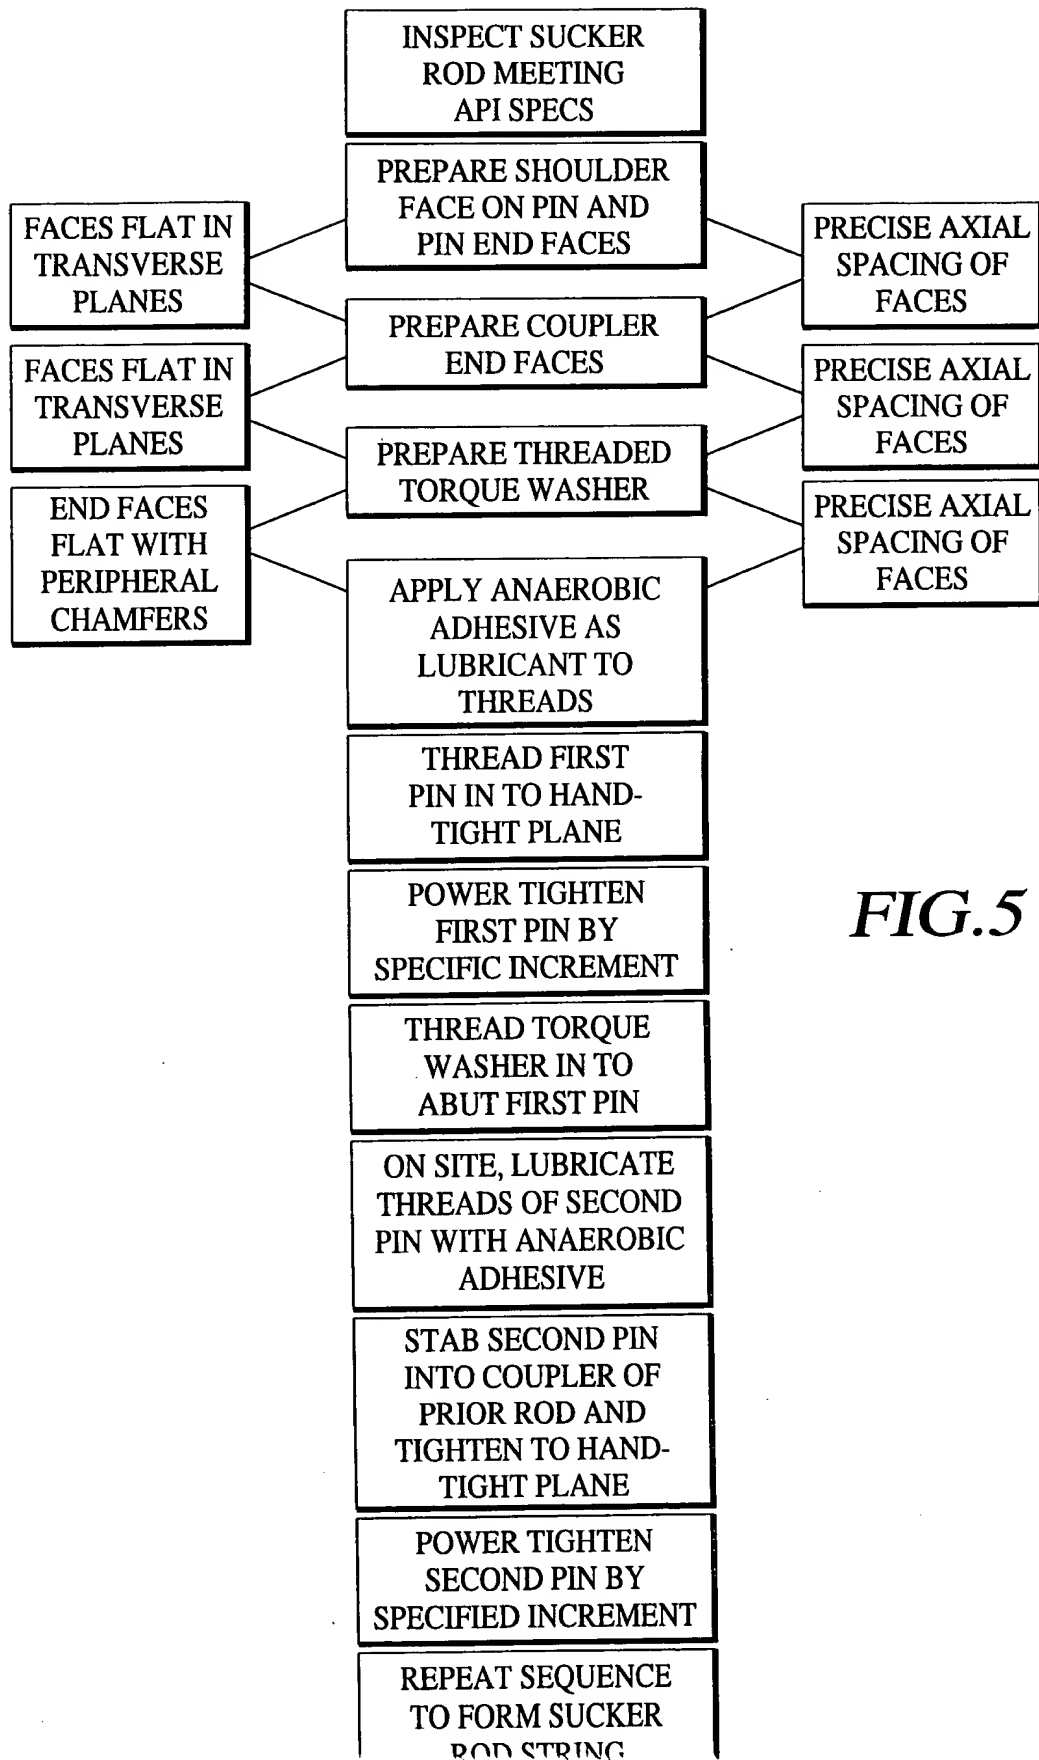 INSPECT SUCKER
ROD MEETING
API SPECS
PREPARE SHOULDER
FACE ON PIN AND
PIN END FACES
FACES FLAT IN
TRANSVERSE
PLANES
PRECISE AXIAL
SPACING OF
FACES
PREPARE COUPLER
END FACES
FACES FLAT IN
TRANSVERSE
PLANES
PRECISE AXIAL
SPACING OF
FACES
PREPARE THREADED
TORQUE WASHER
END FACES
FLAT WITH
PERIPHERAL
CHAMFERS
PRECISE AXIAL
SPACING OF
FACES
APPLY ANAEROBIC
ADHESIVE AS
LUBRICANT TO
THREADS
THREAD FIRST
PIN IN TO HAND-
TIGHT PLANE
POWER TIGHTEN
FIRST PIN BY
SPECIFIC INCREMENT
FIG.5
THREAD TORQUE
WASHER IN TO
ABUT FIRST PIN
ON SITE, LUBRICATE
THREADS OF SECOND
PIN WITH ANAEROBIC
ADHESIVE
STAB SECOND PIN
INTO COUPLER OF
PRIOR ROD AND
TIGHTEN TO HAND-
TIGHT PLANE
POWER TIGHTEN
SECOND PIN BY
SPECIFIED INCREMENT
REPEAT SEQUENCE
TO FORM SUCKER
ROD STRING